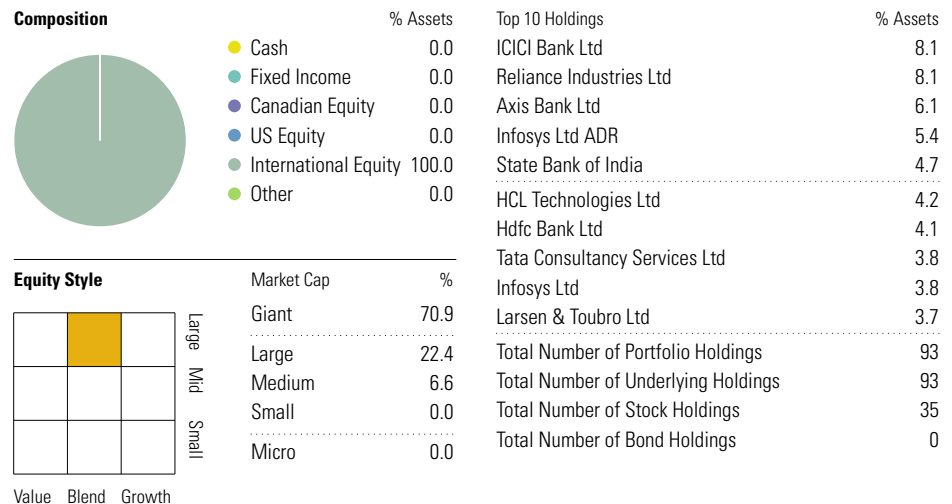 Composition % Assets
Cash 0.0
Fixed Income 0.0
Canadian Equity 0.0
US Equity 0.0
International Equity 100.0
Other 0.0
Equity Style
Large
Mid
Small
Value Blend Growth
Market Cap %
Giant 70.9
Large 22.4
Medium 6.6
Small 0.0
Micro 0.0
Top 10 Holdings % Assets
ICICI Bank Ltd 8.1
Reliance Industries Ltd 8.1
Axis Bank Ltd 6.1
Infosys Ltd ADR 5.4
State Bank of India 4.7
HCL Technologies Ltd 4.2
Hdfc Bank Ltd 4.1
Tata Consultancy Services Ltd 3.8
Infosys Ltd 3.8
Larsen & Toubro Ltd 3.7
Total Number of Portfolio Holdings 93
Total Number of Underlying Holdings 93
Total Number of Stock Holdings 35
Total Number of Bond Holdings 0